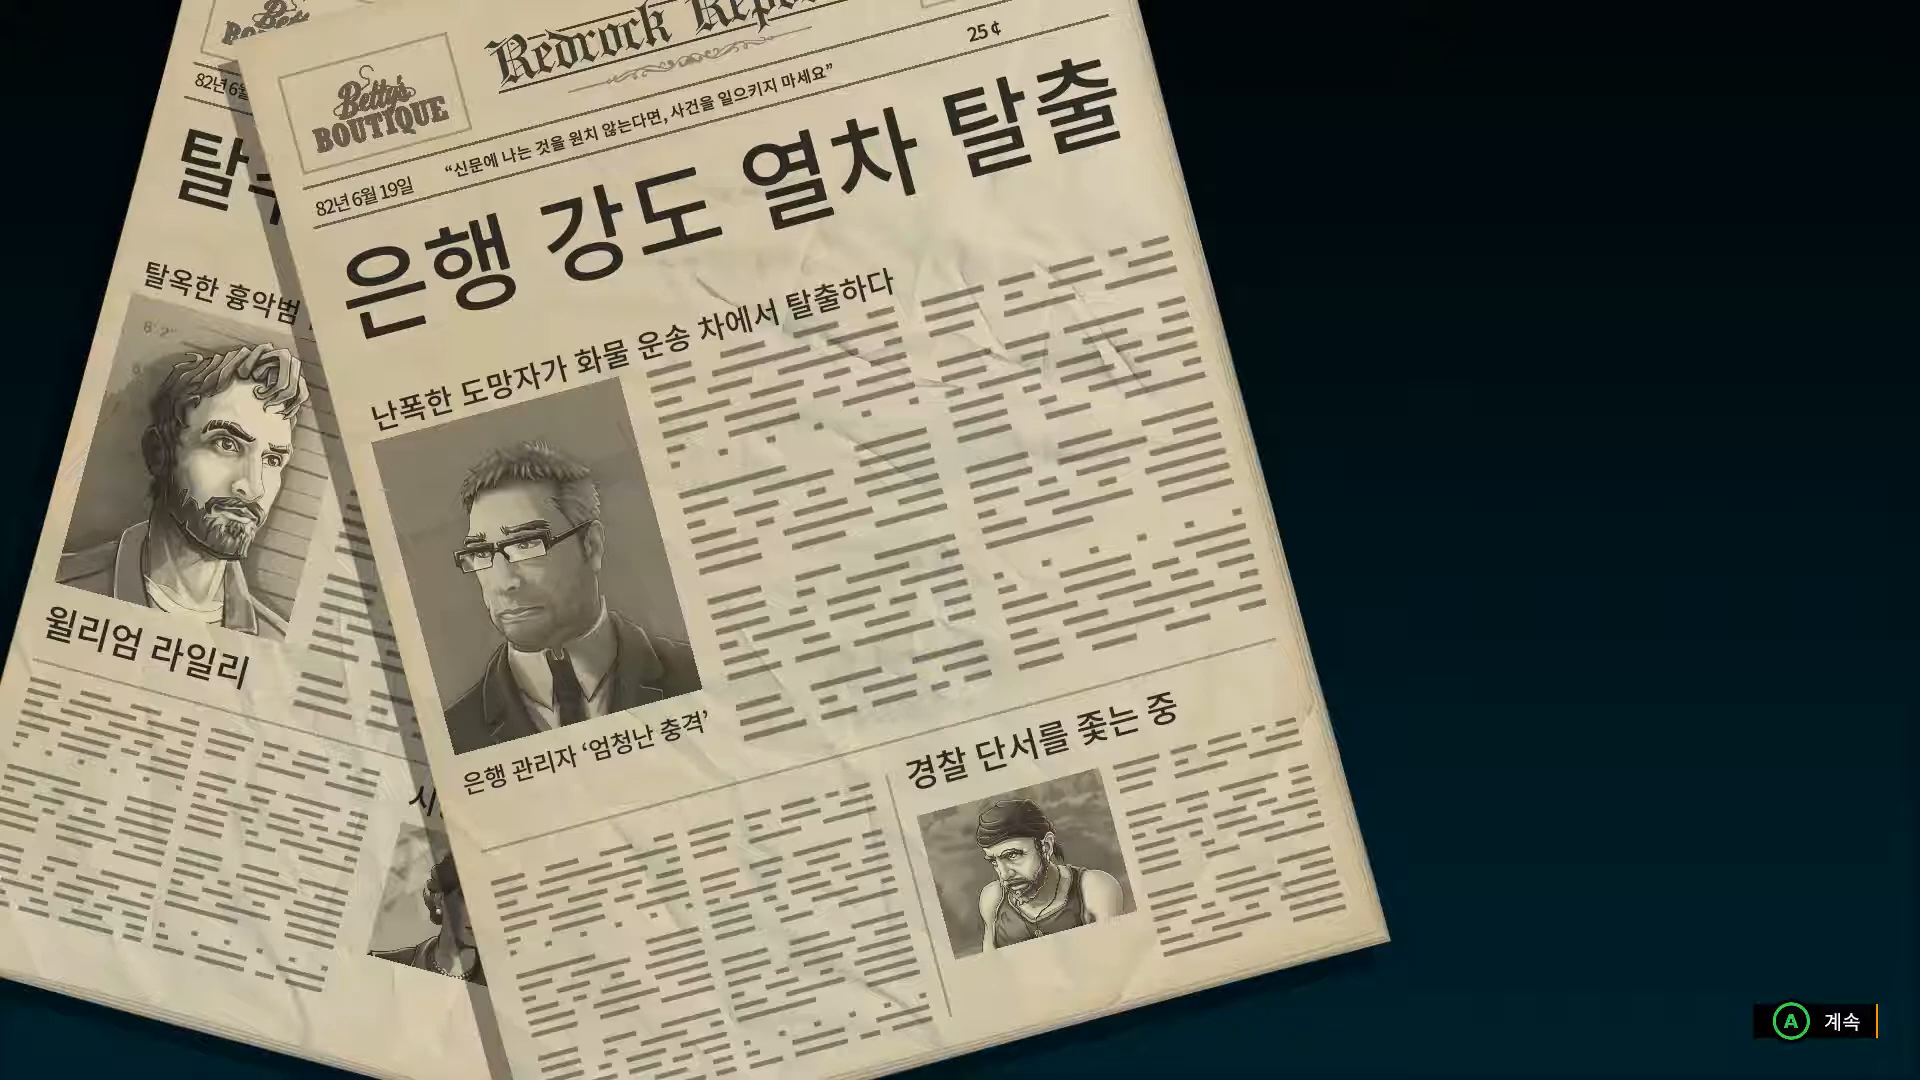 Betty's
BOUTIQUE
Redrock
25 ¢
82년 6월 19일
“신문에 나는 것을 원치 않는다면, 사건을 일으키지 마세요”
은행 강도 열차 탈출
난폭한 도망자가 화물 운송 차에서 탈출하다
은행 관리자 ‘엄청난 충격’
경찰 단서를 좇는 중
82년 6월
탈옥한 흉악범
윌리엄 라일리
A 계속